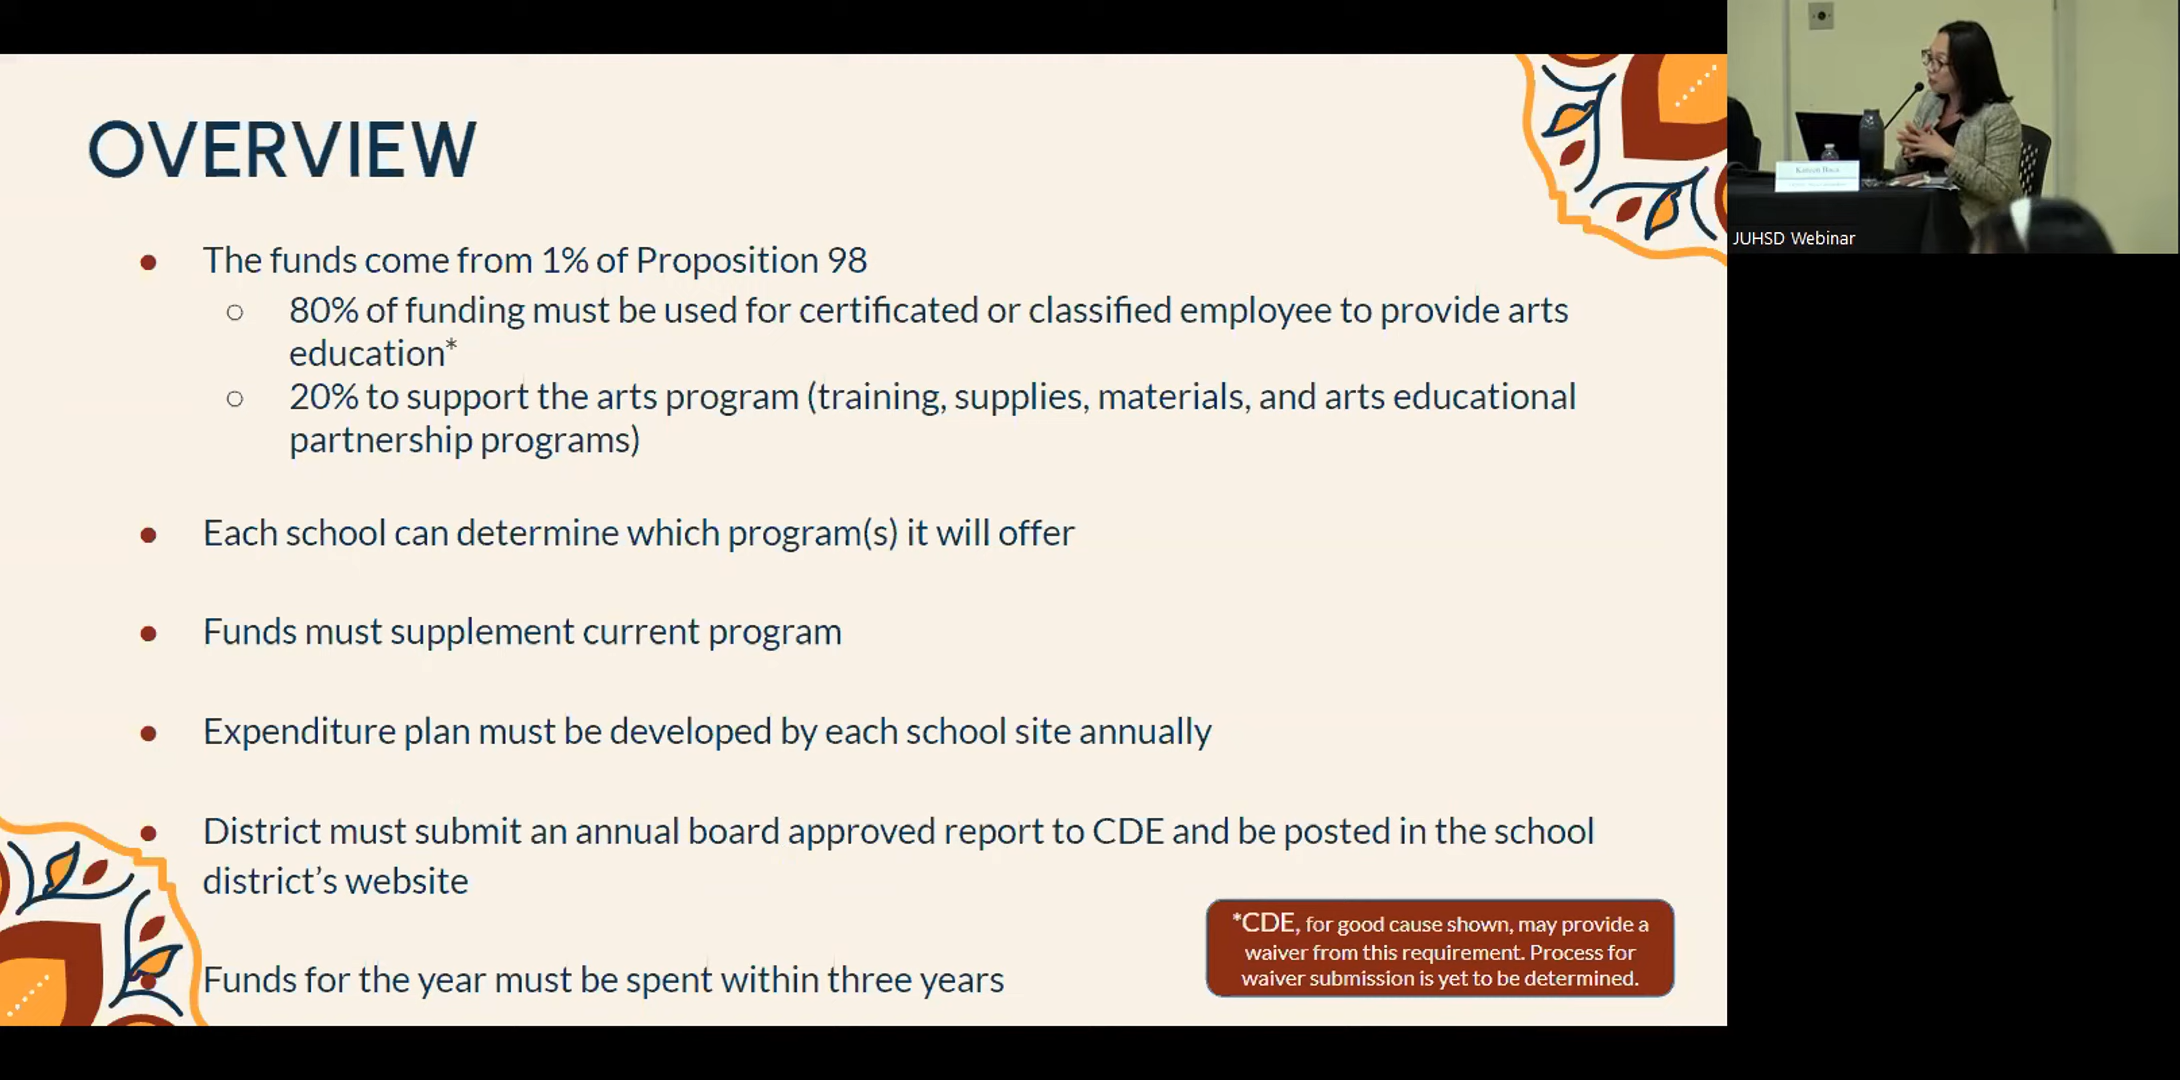 OVERVIEW
● The funds come from 1% of Proposition 98
○ 80% of funding must be used for certificated or classified employee to provide arts
education*
○ 20% to support the arts program (training, supplies, materials, and arts educational
partnership programs)
● Each school can determine which program(s) it will offer
● Funds must supplement current program
● Expenditure plan must be developed by each school site annually
● District must submit an annual board approved report to CDE and be posted in the school
district’s website
● Funds for the year must be spent within three years
*CDE, for good cause shown, may provide a
waiver from this requirement. Process for
waiver submission is yet to be determined.
JUHSD Webinar